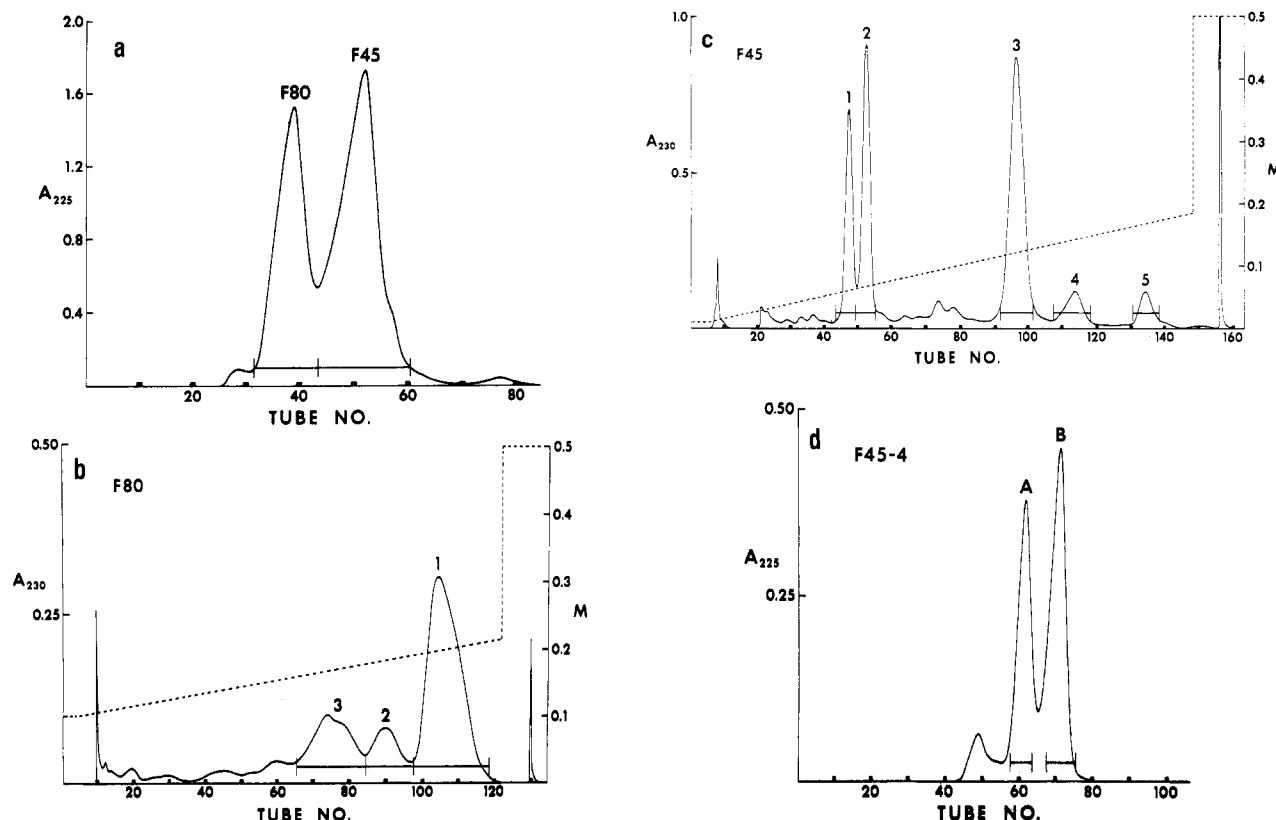 a
2.0
1.6
1.2
0.8
0.4
A225
F80
F45
20 40 60 80
TUBE NO.
b
F80
0.50
0.25
A230
3
2
1
0.5
0.4
0.3
0.2
0.1
M
20 40 60 80 100 120
TUBE NO.
c
F45
1.0
0.5
A230
1
2
3
4
5
0.5
0.4
0.3
0.2
0.1
M
20 40 60 80 100 120 140 160
TUBE NO.
d
F45-4
0.50
0.25
A225
A
B
20 40 60 80 100
TUBE NO.